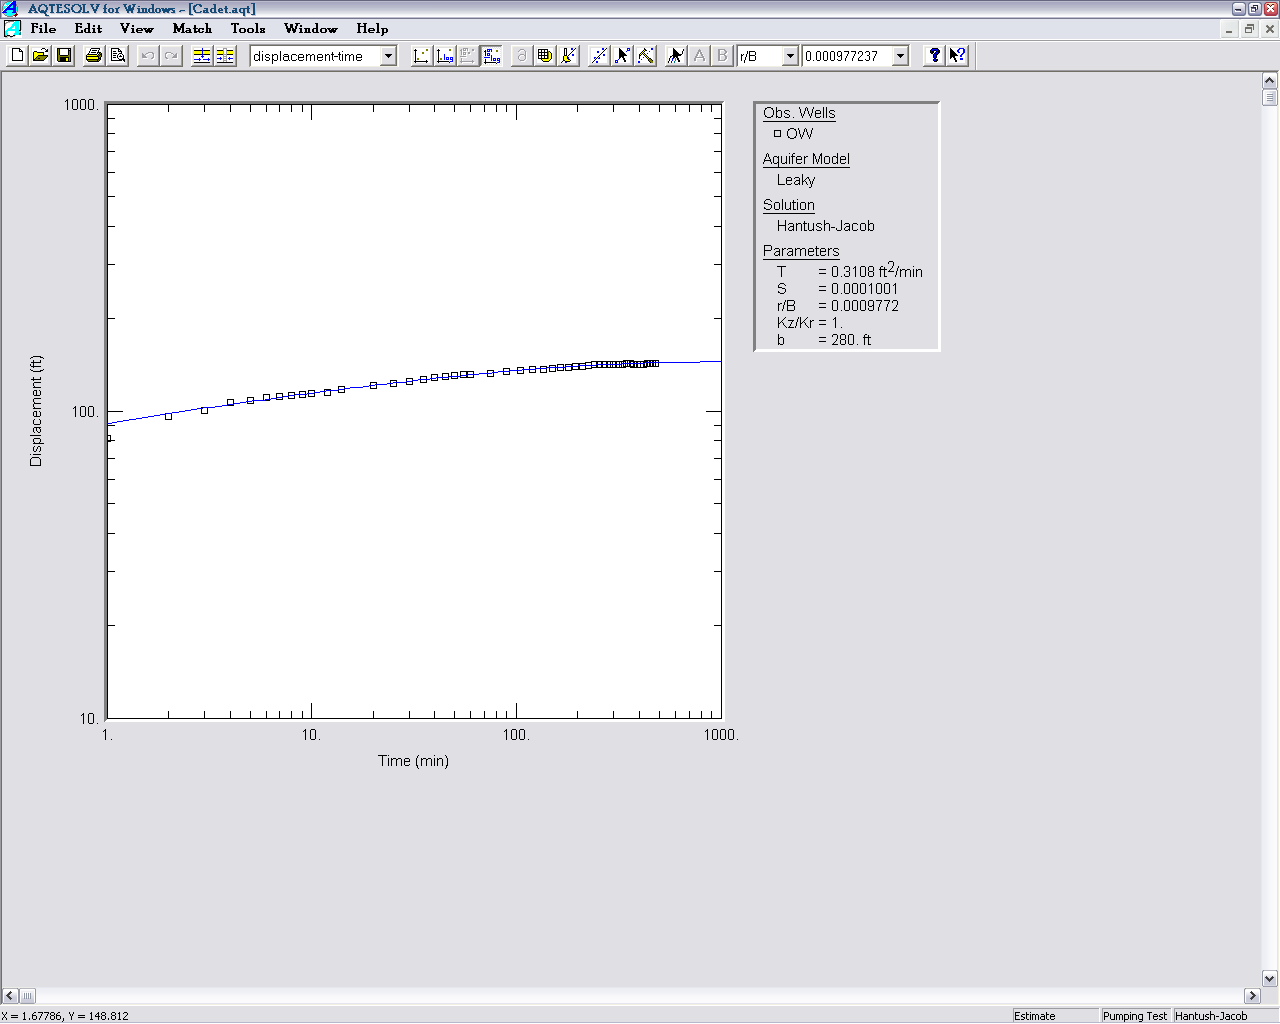 AQTESOLV for Windows - [Cadet.aqt]
File Edit View Match Tools Window Help
displacement-time
r/B
0.000977237
1000.
100.
10.
Displacement (ft)
1. 10. 100. 1000.
Time (min)
Obs. Wells
OW
Aquifer Model
Leaky
Solution
Hantush-Jacob
Parameters
T = 0.3108 ft2/min
S = 0.0001001
r/B = 0.0009772
Kz/Kr = 1.
b = 280. ft
X = 1.67786, Y = 148.812
Estimate
Pumping Test
Hantush-Jacob